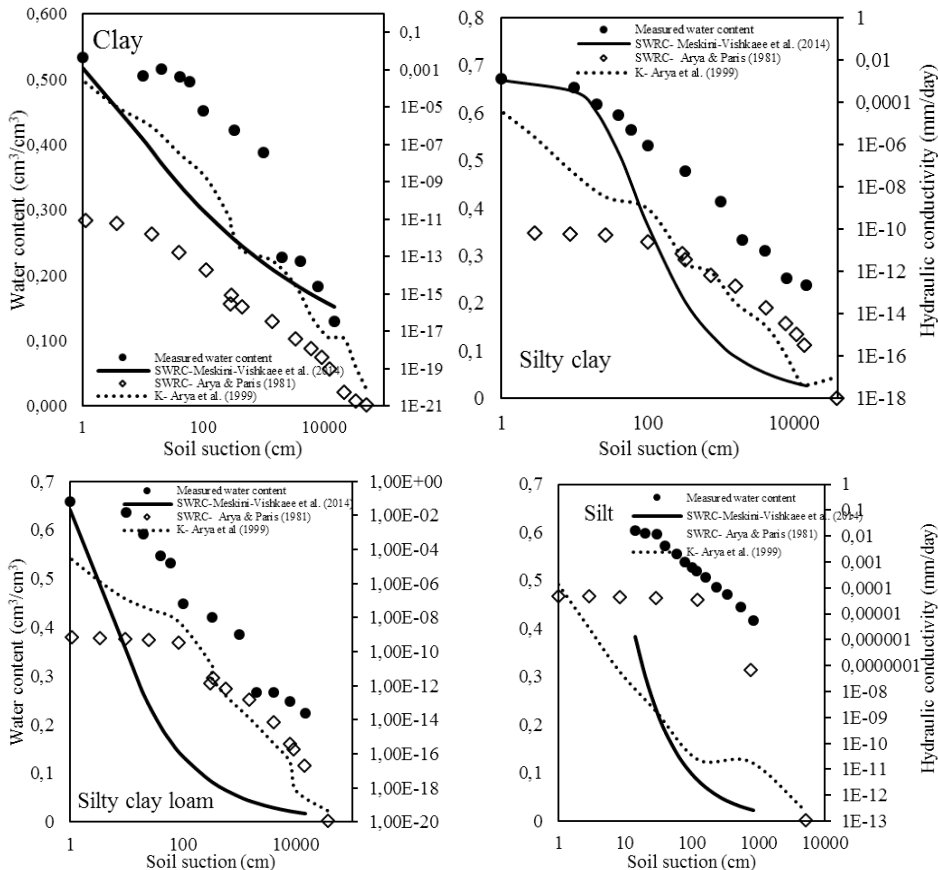 Clay
Water content (cm³/cm³)
0,600
0,500
0,400
0,300
0,200
0,100
0,000
0,1
0,001
1E-05
1E-07
1E-09
1E-11
1E-13
1E-15
1E-17
1E-19
1E-21
Measured water content
SWRC-Meskini-Vishkaee et al. (2014)
SWRC- Arya & Paris (1981)
K- Arya et al. (1999)
1
100
10000
Soil suction (cm)
0,8
0,7
0,6
0,5
0,4
0,3
0,2
0,1
0
Measured water content
SWRC- Meskini-Vishkaee et al. (2014)
SWRC- Arya & Paris (1981)
K- Arya et al. (1999)
1
0,01
0,0001
1E-06
1E-08
1E-10
1E-12
1E-14
1E-16
1E-18
Hydraulic conductivity (mm/day)
Silty clay
1
100
10000
Soil suction (cm)
Water content (cm³/cm³)
0,7
0,6
0,5
0,4
0,3
0,2
0,1
0
Measured water content
SWRC-Meskini-Vishkaee et al. (2014)
SWRC- Arya & Paris (1981)
K- Arya et al (1999)
1,00E+00
1,00E-02
1,00E-04
1,00E-06
1,00E-08
1,00E-10
1,00E-12
1,00E-14
1,00E-16
1,00E-18
1,00E-20
Silty clay loam
1
100
10000
Soil suction (cm)
0,7
0,6
0,5
0,4
0,3
0,2
0,1
0
Silt
Measured water content
SWRC-Meskini-Vishkaee et al. (2014)
SWRC- Arya & Paris (1981)
K- Arya et al. (1999)
1
0,1
0,01
0,001
0,0001
0,00001
0,000001
0,0000001
1E-08
1E-09
1E-10
1E-11
1E-12
1E-13
Hydraulic conductivity (mm/day)
1
10
100
1000
10000
Soil suction (cm)